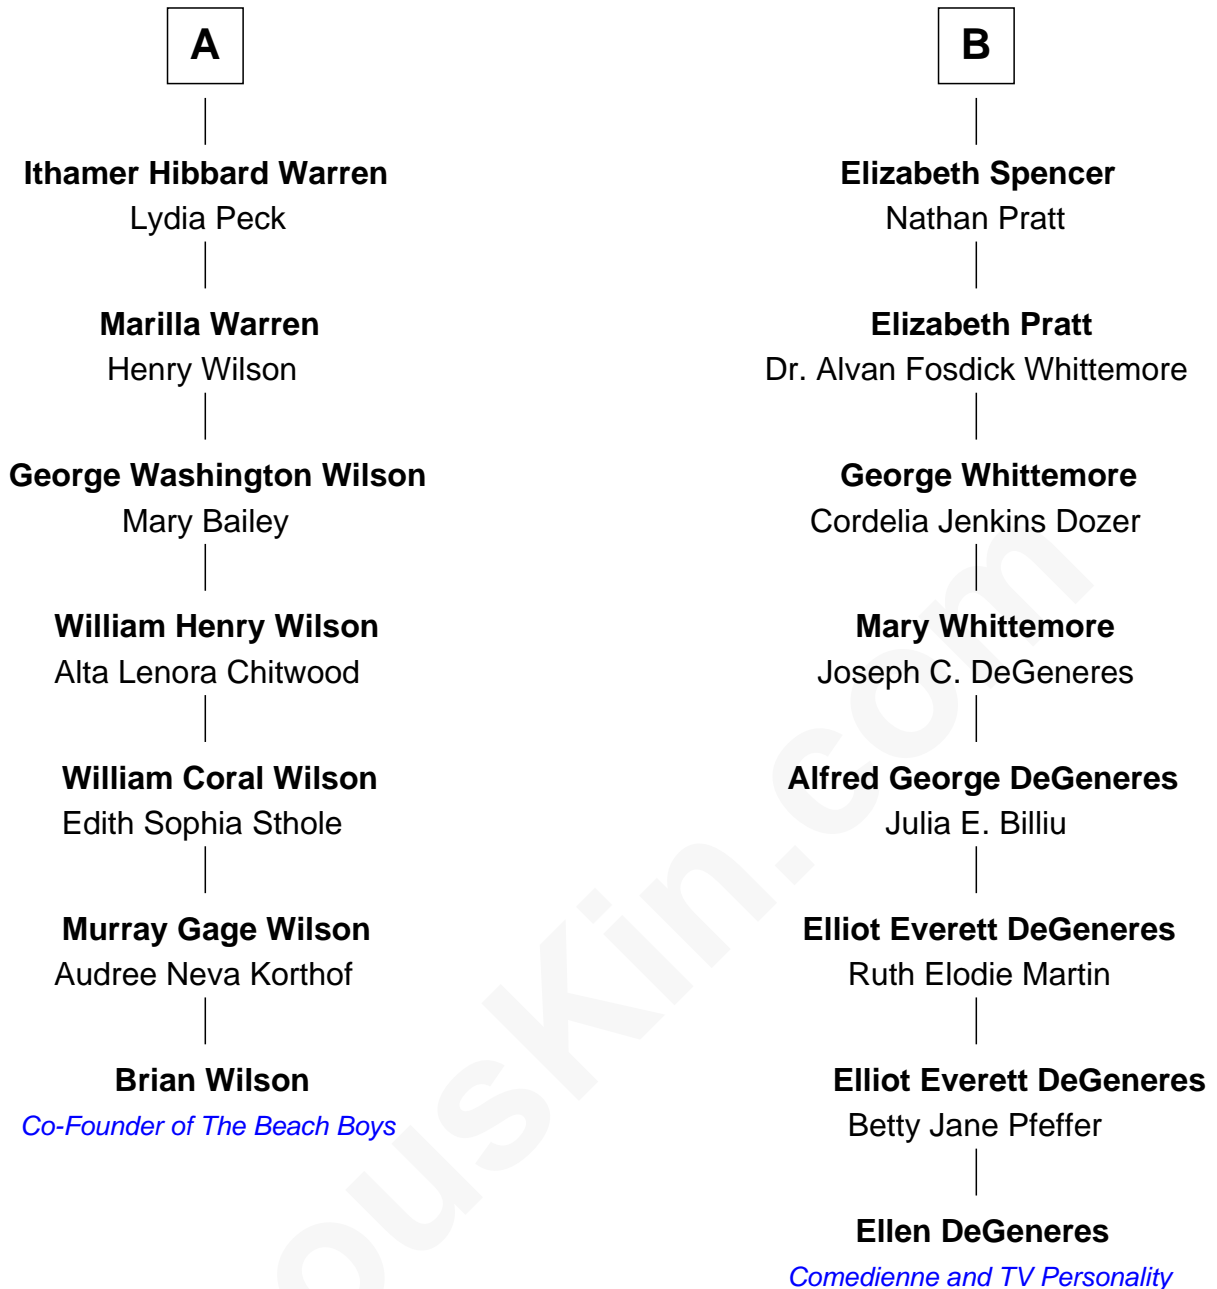 A
Ithamer Hibbard Warren
Lydia Peck
Marilla Warren
Henry Wilson
George Washington Wilson
Mary Bailey
William Henry Wilson
Alta Lenora Chitwood
William Coral Wilson
Edith Sophia Sthole
Murray Gage Wilson
Audree Neva Korthof
Brian Wilson
Co-Founder of The Beach Boys
B
Elizabeth Spencer
Nathan Pratt
Elizabeth Pratt
Dr. Alvan Fosdick Whittemore
George Whittemore
Cordelia Jenkins Dozer
Mary Whittemore
Joseph C. DeGeneres
Alfred George DeGeneres
Julia E. Billiu
Elliot Everett DeGeneres
Ruth Elodie Martin
Elliot Everett DeGeneres
Betty Jane Pfeffer
Ellen DeGeneres
Comedienne and TV Personality
ousKin.com